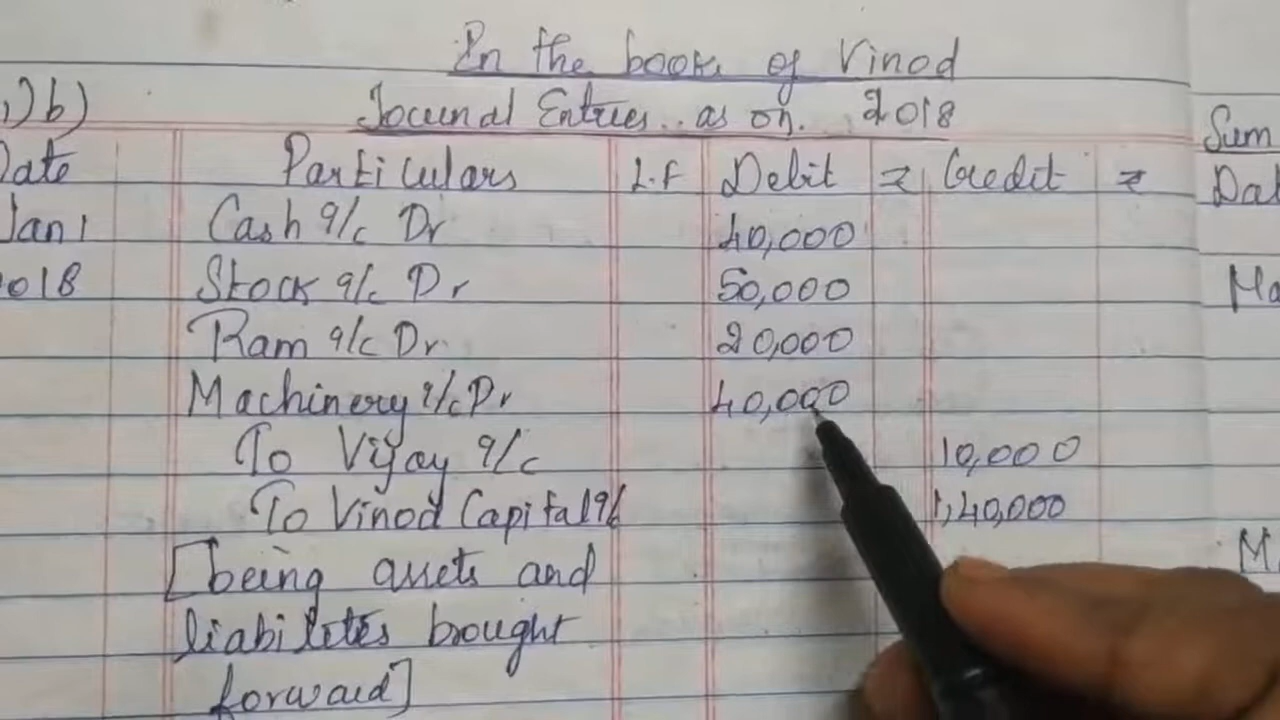 In the books of Vinod
1) b) Journal Entries.. as on. 2018
Date Particulars L.F Debit ₹ Credit ₹
Jan 1 Cash a/c Dr 40,000
2018 Stock a/c Dr 50,000
Ram a/c Dr. 20,000
Machinery a/c Dr 40,000
To Vijay a/c 10,000
To Vinod Capital a/c 1,40,000
[being assets and
liabilities brought
forward]
Sum
Dat
Ma
M.